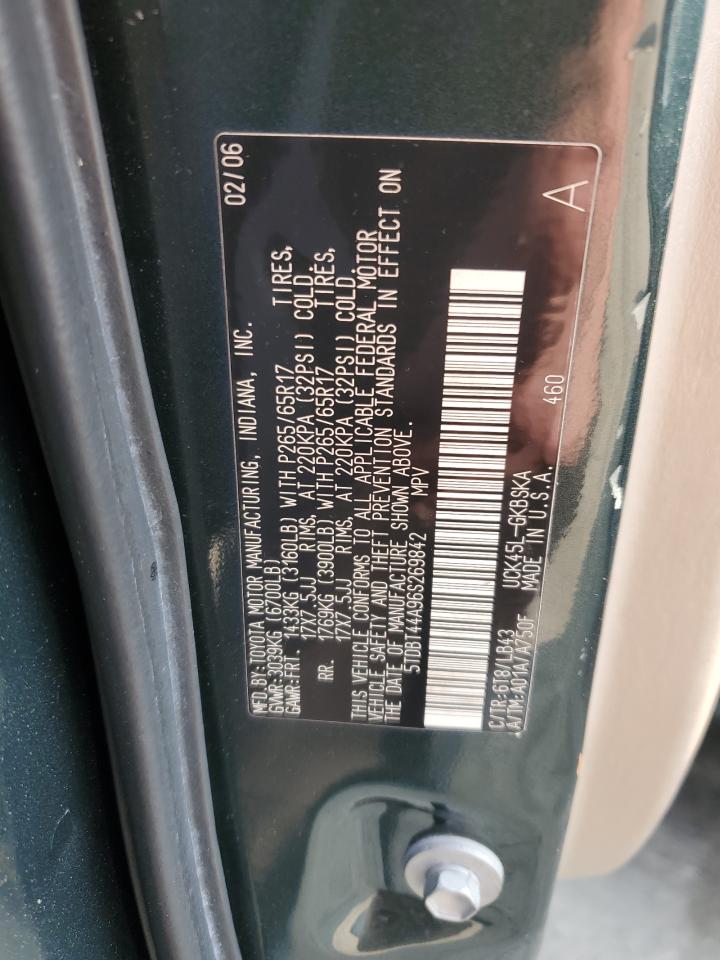 MFD.BY:TOYOTA MOTOR MANUFACTURING, INDIANA, INC. 02/06
GVWR:3039KG (6700LB)
GAWR:FRT. 1433KG (3160LB) WITH P265/65R17 TIRES,
17X7.5JJ RIMS, AT 220KPA (32PSI) COLD.
RR. 1769KG (3900LB) WITH P265/65R17 TIRES,
17X7.5JJ RIMS, AT 220KPA (32PSI) COLD.
THIS VEHICLE CONFORMS TO ALL APPLICABLE FEDERAL MOTOR
VEHICLE SAFETY AND THEFT PREVENTION STANDARDS IN EFFECT ON
THE DATE OF MANUFACTURE SHOWN ABOVE.
5TDBT44A96S269842 MPV
C/TR:6T8/LB43 UCK45L-GKBSKA 460
A/TM:A01A/A750F MADE IN U.S.A. A